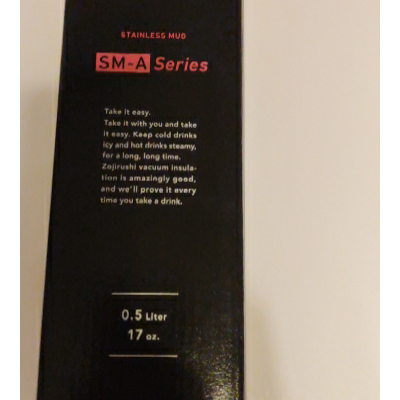 STAINLESS MUG
SM-A Series
Take it easy.
Take it with you and take
it easy. Keep cold drinks
icy and hot drinks steamy,
for a long, long time.
Zojirushi vacuum insula-
tion is amazingly good,
and we'll prove it every
time you take a drink.
0.5 Liter
17 oz.